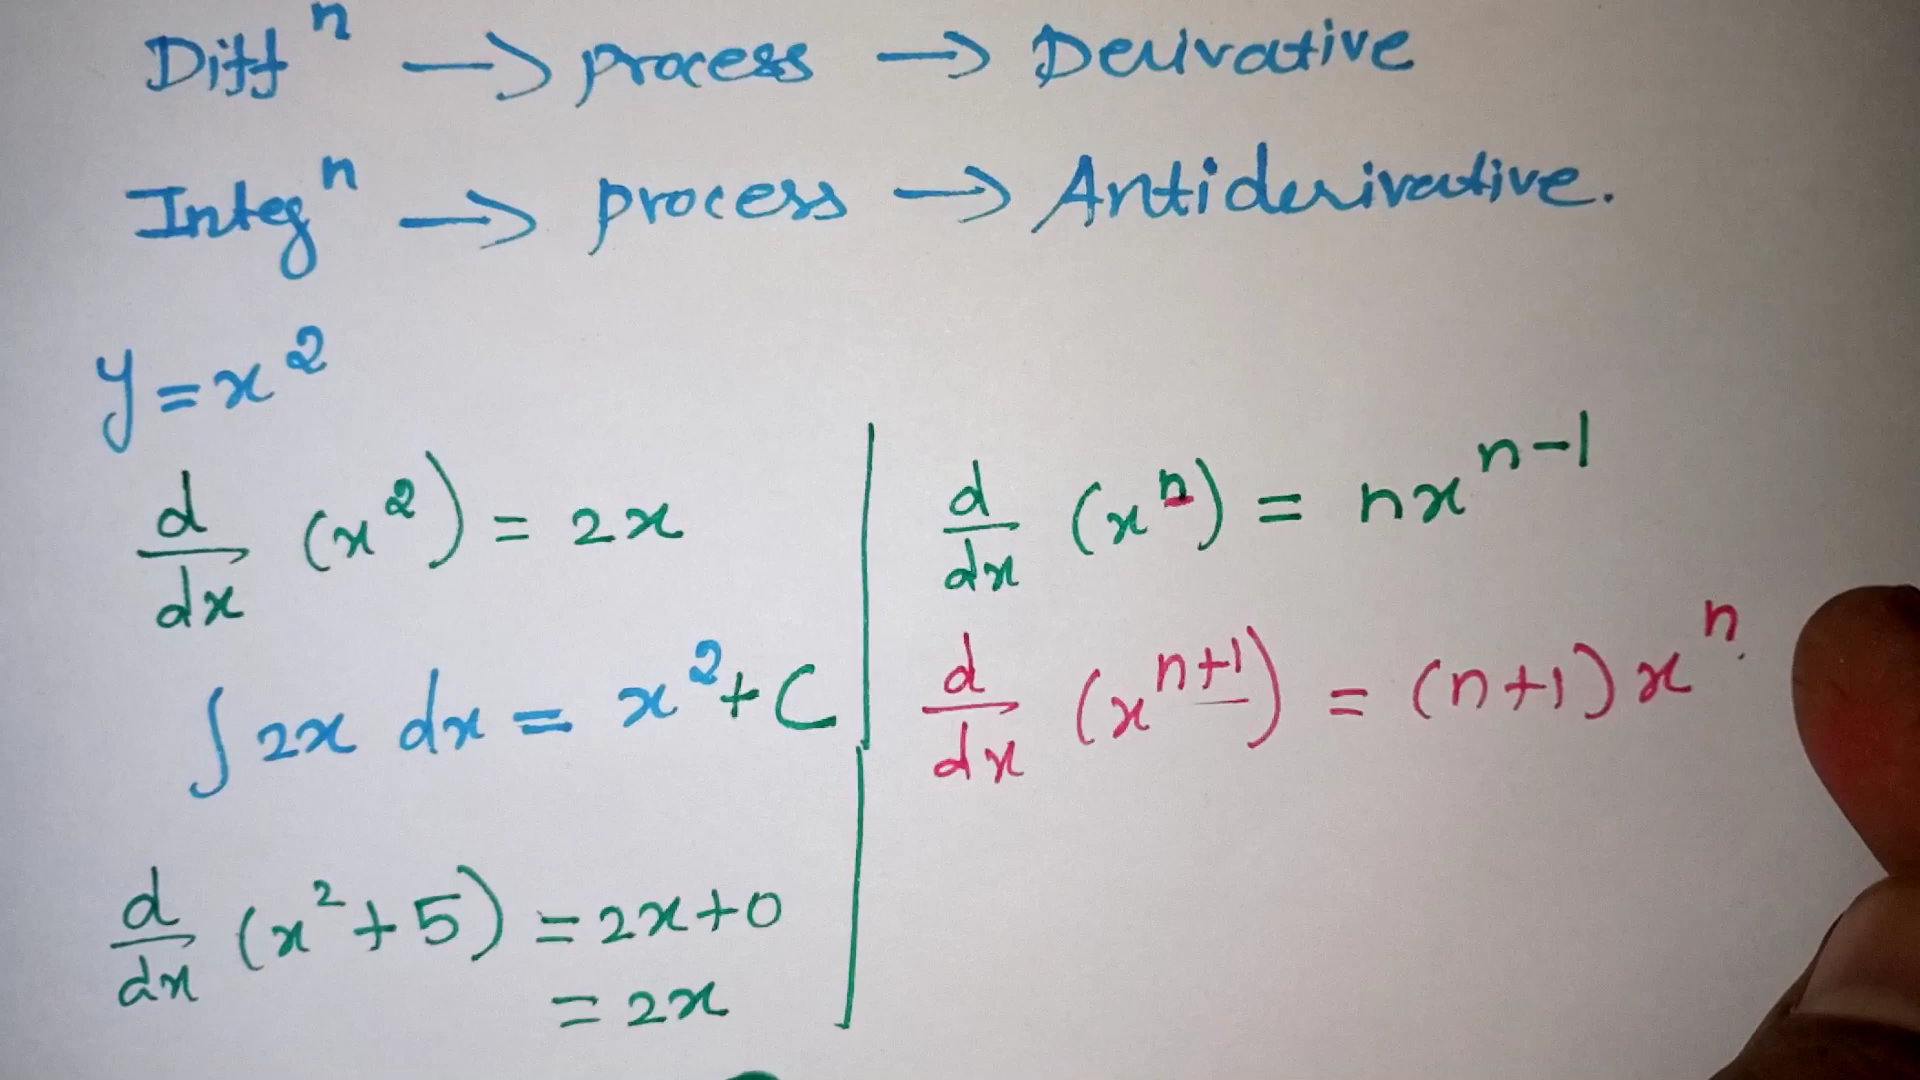 Diffⁿ → process → Derivative
Integⁿ → process → Antiderivative.
y = x²
d/dx (x²) = 2x
∫ 2x dx = x² + C
d/dx (x² + 5) = 2x + 0
= 2x
d/dx (xⁿ) = nxⁿ⁻¹
d/dx (xⁿ⁺¹) = (n+1) xⁿ